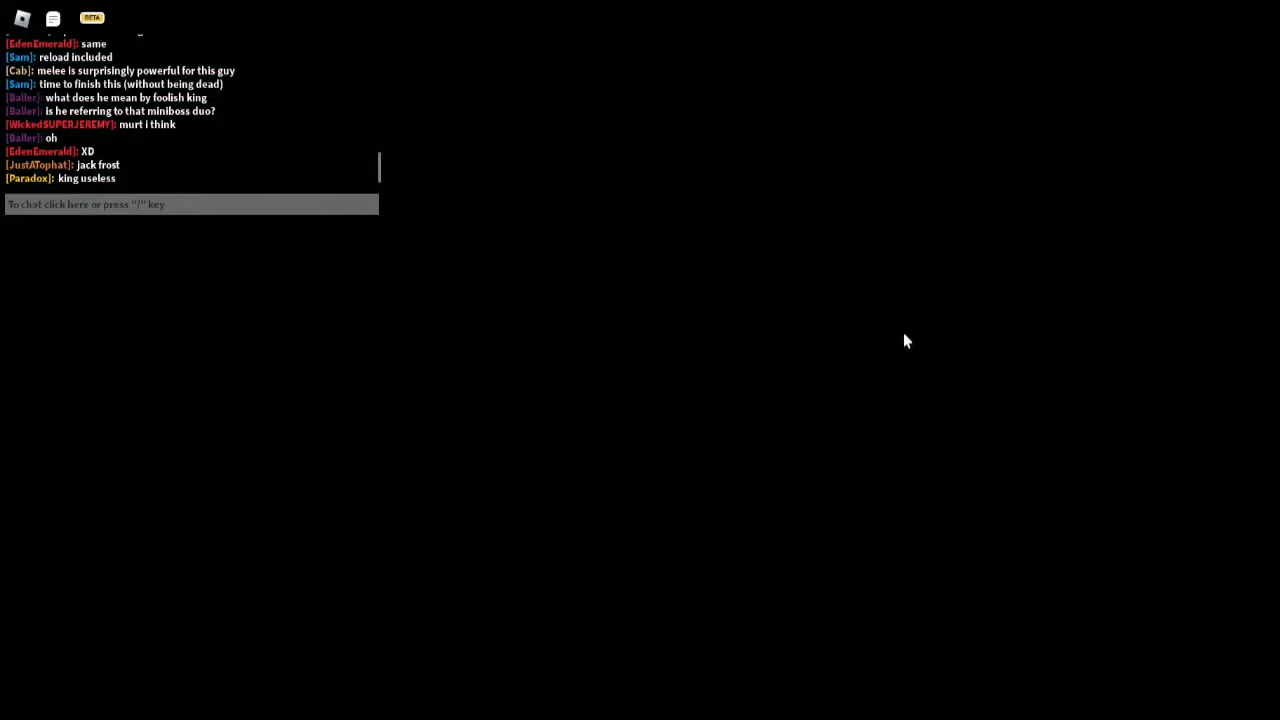 BETA
[EdenEmerald]: same
[Sam]: reload included
[Cab]: melee is surprisingly powerful for this guy
[Sam]: time to finish this (without being dead)
[Baller]: what does he mean by foolish king
[Baller]: is he referring to that miniboss duo?
[WickedSUPERJEREMY]: murt i think
[Baller]: oh
[EdenEmerald]: XD
[JustATophat]: jack frost
[Paradox]: king useless
To chat click here or press "/" key